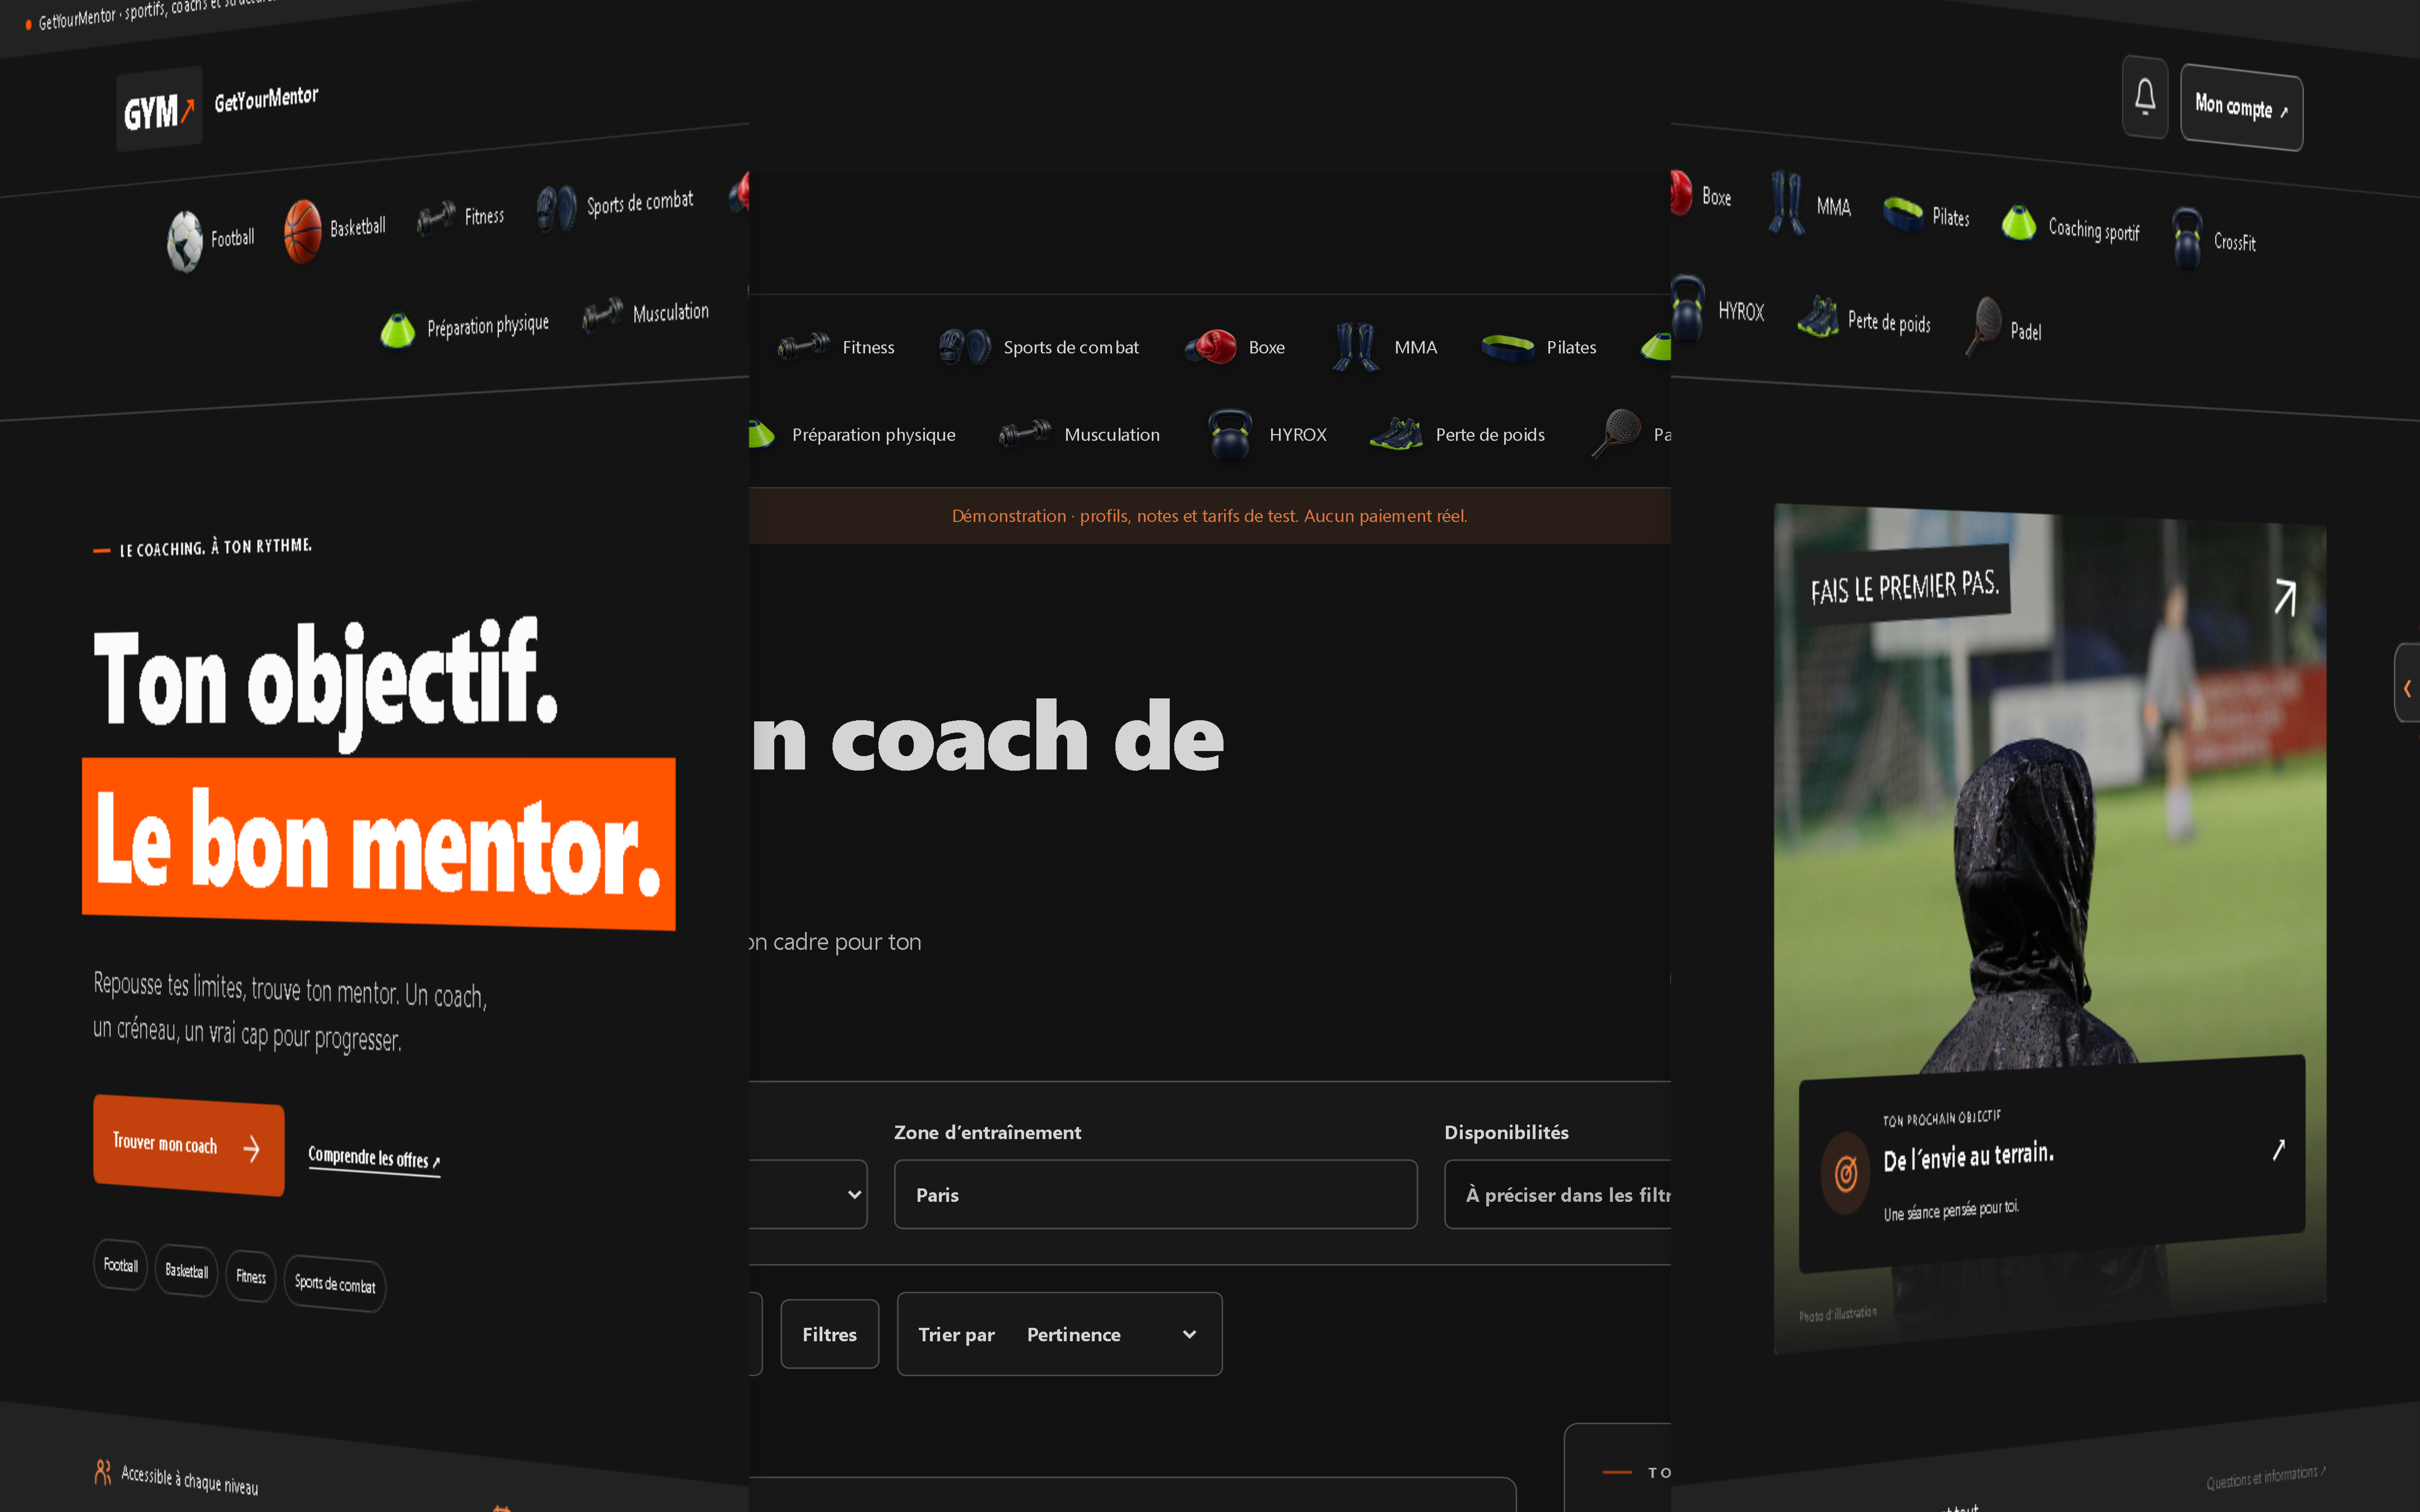 GetYourMentor · sportifs, coachs et
GYM GetYourMentor
Mon compte
Football
Basketball
Fitness
Sports de combat
Préparation physique
Musculation
Fitness
Sports de combat
Boxe
MMA
Pilates
Préparation physique
Musculation
HYROX
Perte de poids
Boxe
MMA
Pilates
Coaching sportif
CrossFit
HYROX
Perte de poids
Padel
Démonstration · profils, notes et tarifs de test. Aucun paiement réel.
LE COACHING. À TON RYTHME.
Ton objectif.
Le bon mentor.
Repousse tes limites, trouve ton mentor. Un coach,
un créneau, un vrai cap pour progresser.
Trouver mon coach
Comprendre les offres
Football
Basketball
Fitness
Sports de combat
Accessible à chaque niveau
n coach de
on cadre pour ton
Zone d'entraînement
Paris
Disponibilités
À préciser dans les filtr
Filtres
Trier par Pertinence
TO
FAIS LE PREMIER PAS.
TON PROCHAIN OBJECTIF
De l'envie au terrain.
Une séance pensée pour toi.
Photo d'illustration
Questions et informations